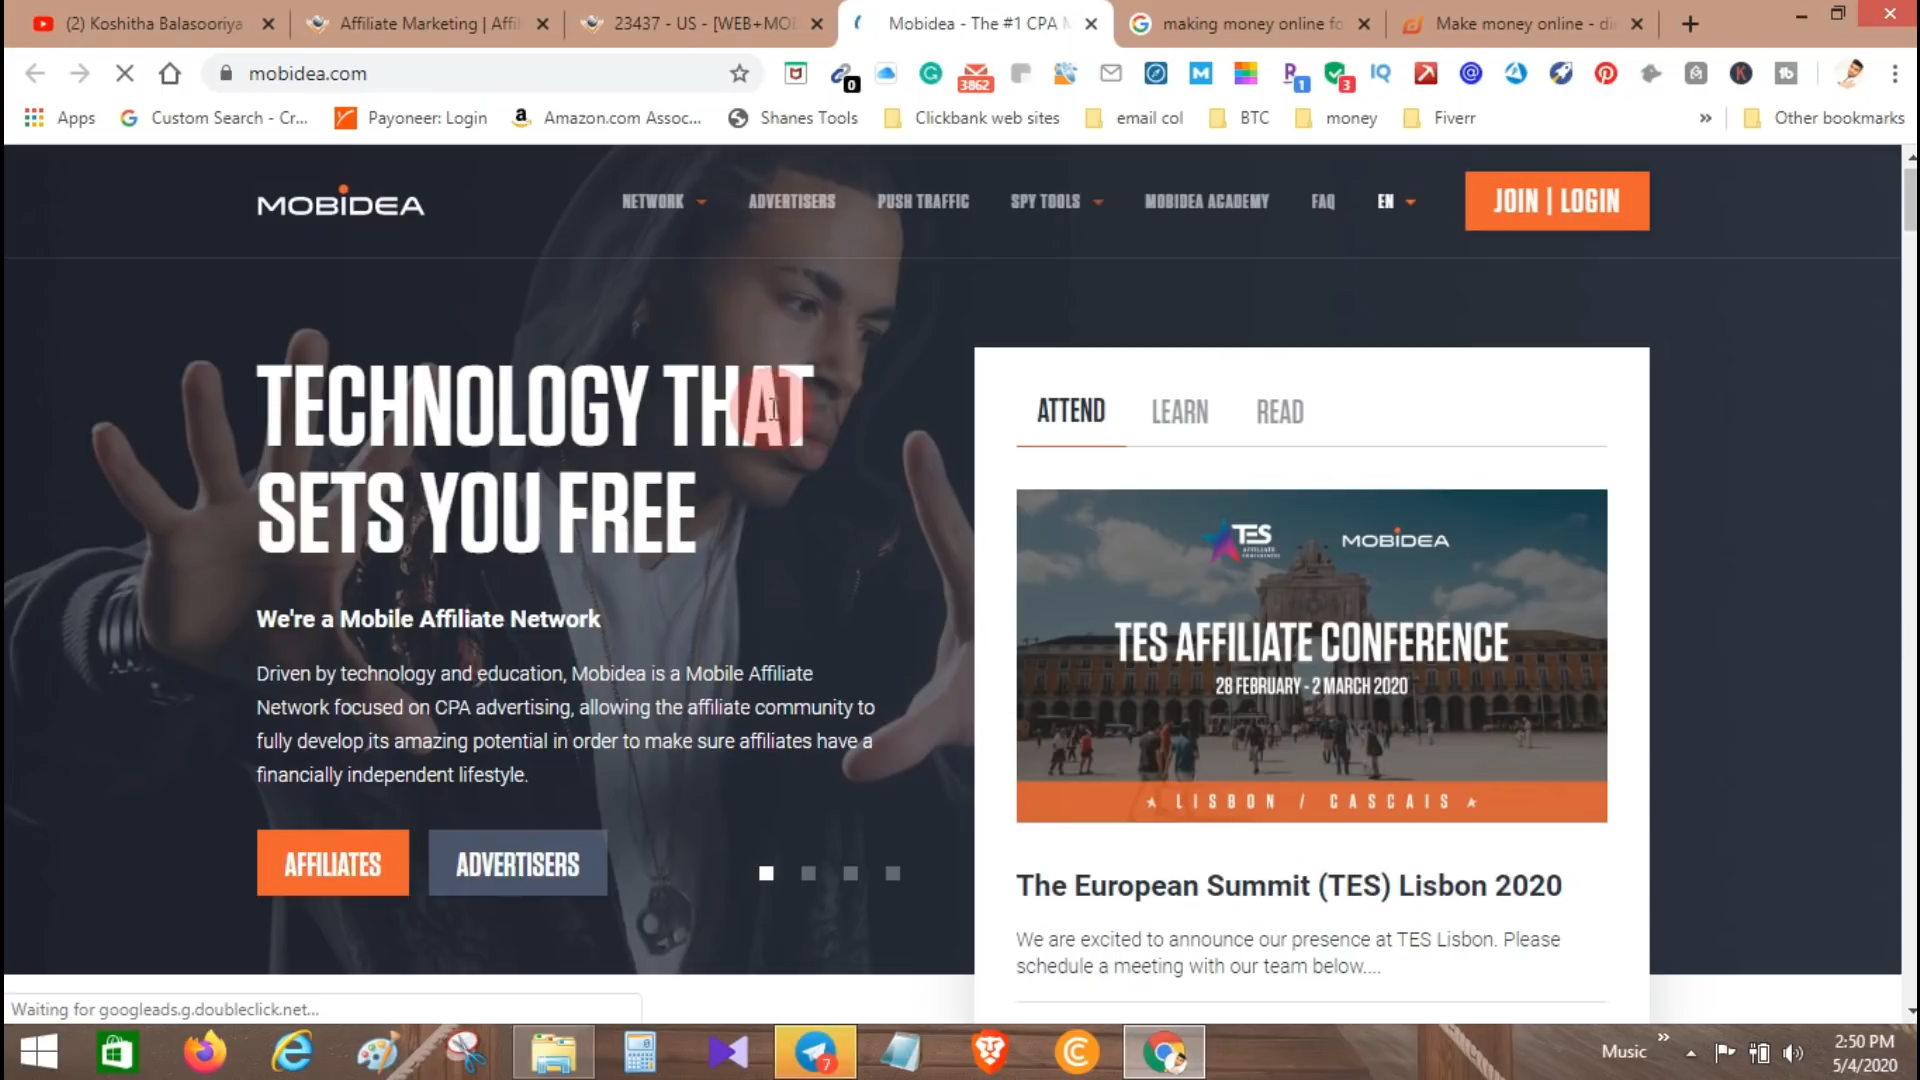 (2) Koshitha Balasooriya
Affiliate Marketing | Affil
23437 - US - [WEB+MO
Mobidea - The #1 CPA M
making money online fo
Make money online - di
mobidea.com
0
3862
1
3
Apps
Custom Search - Cr...
Payoneer: Login
Amazon.com Assoc...
Shanes Tools
Clickbank web sites
email col
BTC
money
Fiverr
»
Other bookmarks
MOBIDEA
NETWORK
ADVERTISERS
PUSH TRAFFIC
SPY TOOLS
MOBIDEA ACADEMY
FAQ
EN
JOIN | LOGIN
TECHNOLOGY THAT
SETS YOU FREE
We're a Mobile Affiliate Network
Driven by technology and education, Mobidea is a Mobile Affiliate
Network focused on CPA advertising, allowing the affiliate community to
fully develop its amazing potential in order to make sure affiliates have a
financially independent lifestyle.
AFFILIATES
ADVERTISERS
ATTEND
LEARN
READ
TES
AFFILIATE
CONFERENCES
MOBIDEA
TES AFFILIATE CONFERENCE
28 FEBRUARY - 2 MARCH 2020
LISBON / CASCAIS
The European Summit (TES) Lisbon 2020
We are excited to announce our presence at TES Lisbon. Please
schedule a meeting with our team below....
Waiting for googleads.g.doubleclick.net...
7
Music
»
2:50 PM
5/4/2020